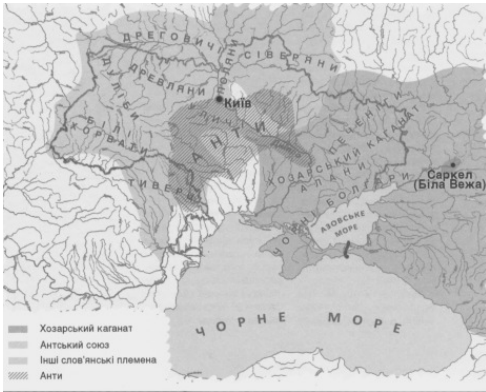 ДРЕГОВИЧІ
СІВЕРЯНИ
ПОЛЯНИ
ДУЛІБИ
ДРЕВЛЯНИ
Київ
УЛИЧІ
БІЛІ
ХОРВАТИ
АНТИ
ПЕЧЕНІГИ
ХОЗАРСЬКИЙ КАГАНАТ
АЛАНИ
Саркел
(Біла Вежа)
ТИВЕРЦІ
ЧОРНІ БОЛГАРИ
АЗОВСЬКЕ
МОРЕ
ЧОРНЕ МОРЕ
Хозарський каганат
Антський союз
Інші слов'янські племена
Анти